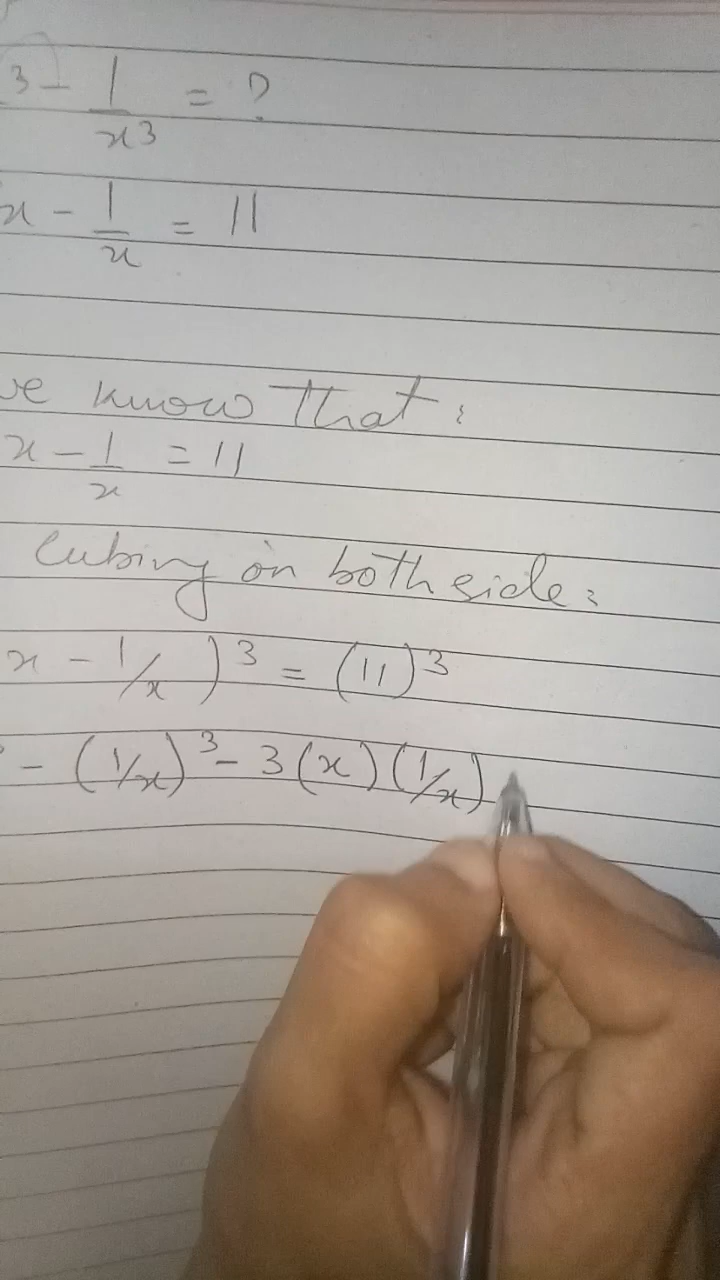 3 - 1/x3 = ?
x - 1/x = 11
we know that:
x - 1/x = 11
Cubing on both side:
x - 1/x )3 = (11)3
3 - (1/x)3 - 3(x)(1/x)